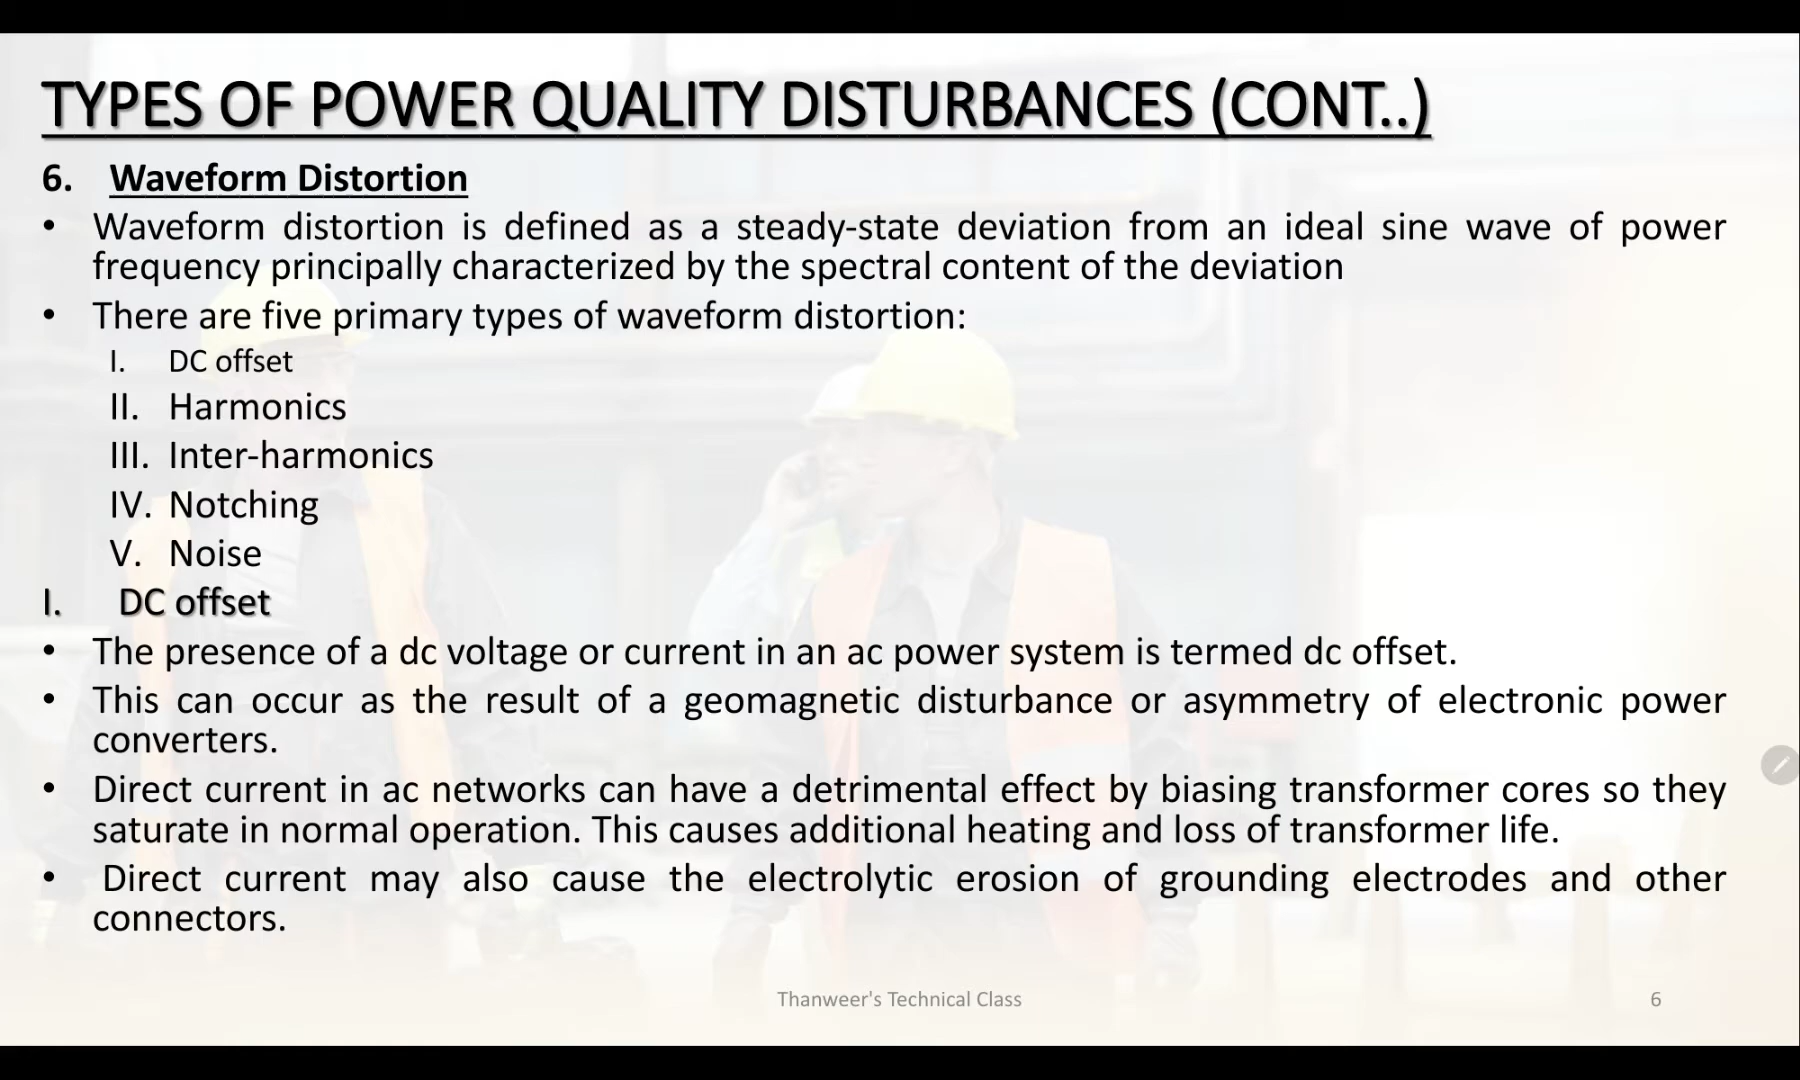 TYPES OF POWER QUALITY DISTURBANCES (CONT..)
6. Waveform Distortion
• Waveform distortion is defined as a steady-state deviation from an ideal sine wave of power
frequency principally characterized by the spectral content of the deviation
• There are five primary types of waveform distortion:
I. DC offset
II. Harmonics
III. Inter-harmonics
IV. Notching
V. Noise
I. DC offset
• The presence of a dc voltage or current in an ac power system is termed dc offset.
• This can occur as the result of a geomagnetic disturbance or asymmetry of electronic power
converters.
• Direct current in ac networks can have a detrimental effect by biasing transformer cores so they
saturate in normal operation. This causes additional heating and loss of transformer life.
• Direct current may also cause the electrolytic erosion of grounding electrodes and other
connectors.
Thanweer's Technical Class
6